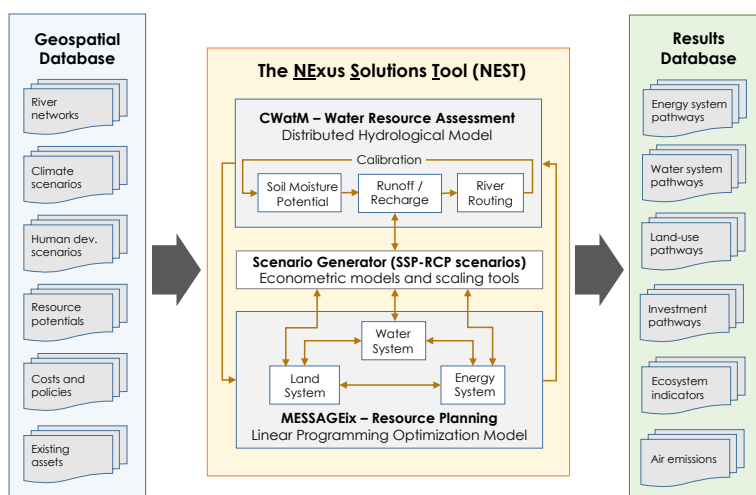 Geospatial
Database
River
networks
Climate
scenarios
Human dev.
scenarios
Resource
potentials
Costs and
policies
Existing
assets
The NExus Solutions Tool (NEST)
CWatM – Water Resource Assessment
Distributed Hydrological Model
Calibration
Soil Moisture
Potential
Runoff /
Recharge
River
Routing
Scenario Generator (SSP-RCP scenarios)
Econometric models and scaling tools
Water
System
Land
System
Energy
System
MESSAGEix – Resource Planning
Linear Programming Optimization Model
Results
Database
Energy system
pathways
Water system
pathways
Land-use
pathways
Investment
pathways
Ecosystem
indicators
Air emissions